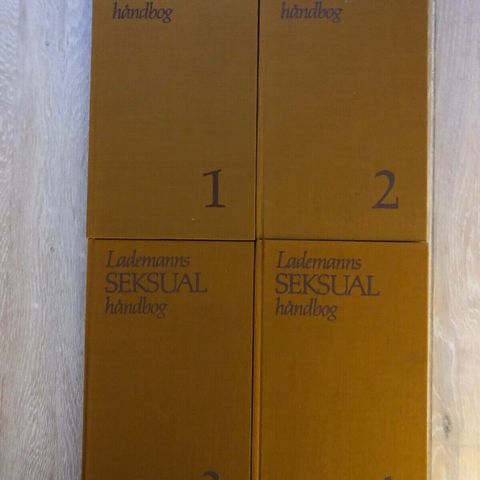 håndbog
håndbog
1
2
Lademanns
SEKSUAL
håndbog
Lademanns
SEKSUAL
håndbog